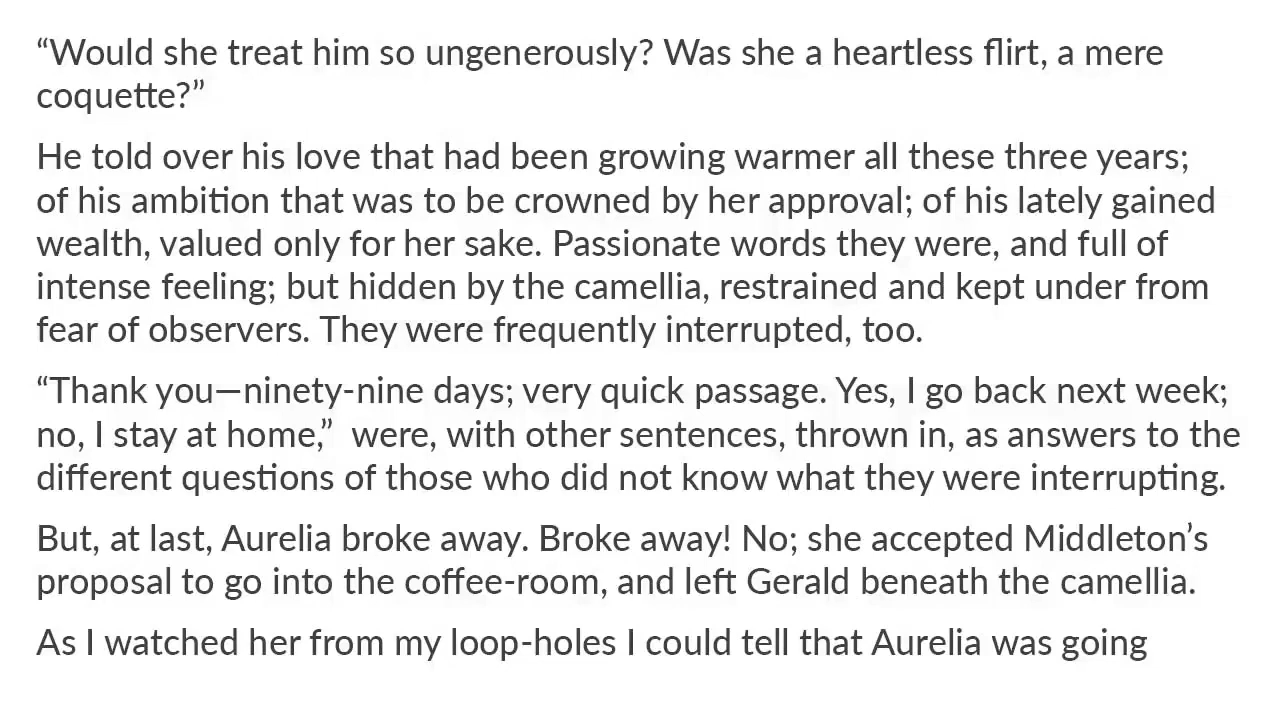 “Would she treat him so ungenerously? Was she a heartless flirt, a mere
coquette?”
He told over his love that had been growing warmer all these three years;
of his ambition that was to be crowned by her approval; of his lately gained
wealth, valued only for her sake. Passionate words they were, and full of
intense feeling; but hidden by the camellia, restrained and kept under from
fear of observers. They were frequently interrupted, too.
“Thank you—ninety-nine days; very quick passage. Yes, I go back next week;
no, I stay at home,”  were, with other sentences, thrown in, as answers to the
different questions of those who did not know what they were interrupting.
But, at last, Aurelia broke away. Broke away! No; she accepted Middleton’s
proposal to go into the coffee-room, and left Gerald beneath the camellia.
As I watched her from my loop-holes I could tell that Aurelia was going